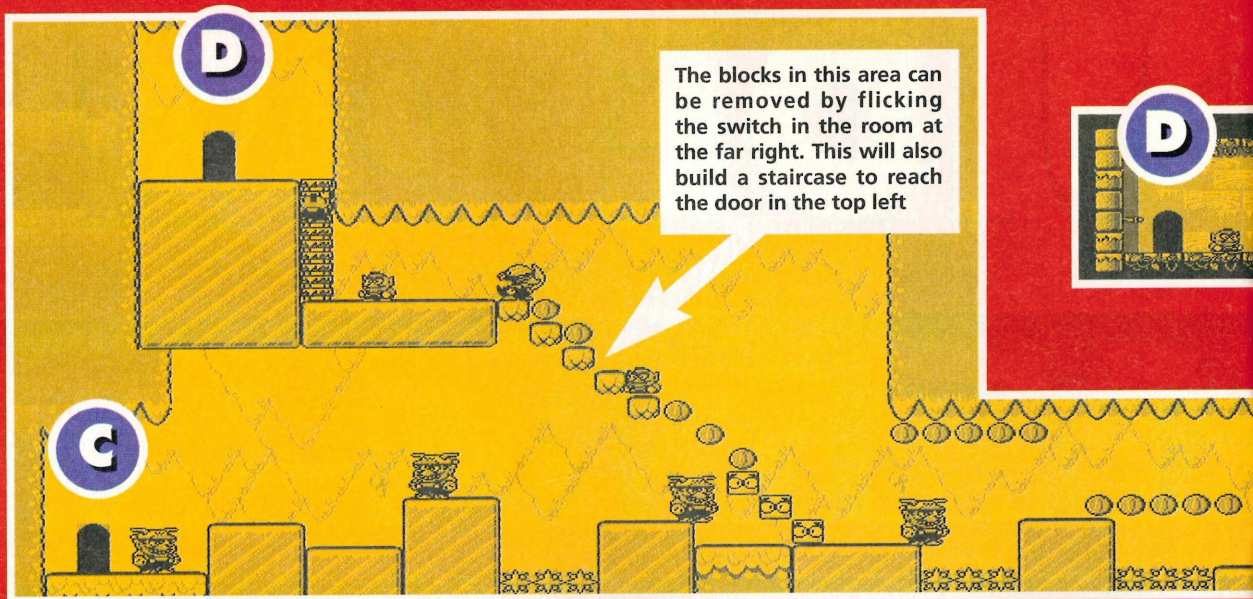 D
The blocks in this area can
be removed by flicking
the switch in the room at
the far right. This will also
build a staircase to reach
the door in the top left
D
C